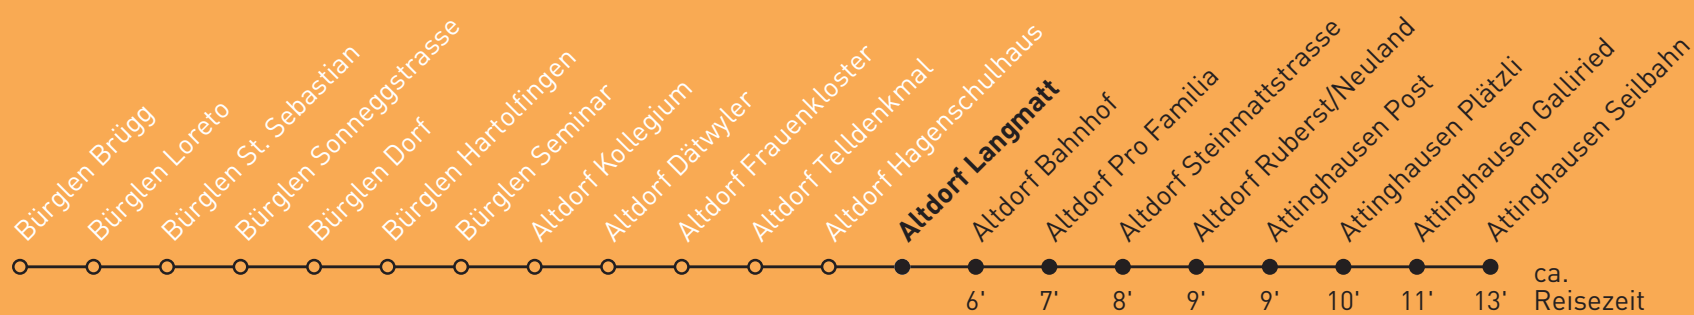 Bürglen Brügg
Bürglen Loreto
Bürglen St. Sebastian
Bürglen Sonneggstrasse
Bürglen Dorf
Bürglen Hartolfingen
Bürglen Seminar
Altdorf Kollegium
Altdorf Dätwyler
Altdorf Frauenkloster
Altdorf Telldenkmal
Altdorf Hagenschulhaus
Altdorf Langmatt
Altdorf Bahnhof
Altdorf Pro Familia
Altdorf Steinmattstrasse
Altdorf Ruberst/Neuland
Attinghausen Post
Attinghausen Plätzli
Attinghausen Galliried
Attinghausen Seilbahn
6' 7' 8' 9' 9' 10' 11' 13'
ca.
Reisezeit